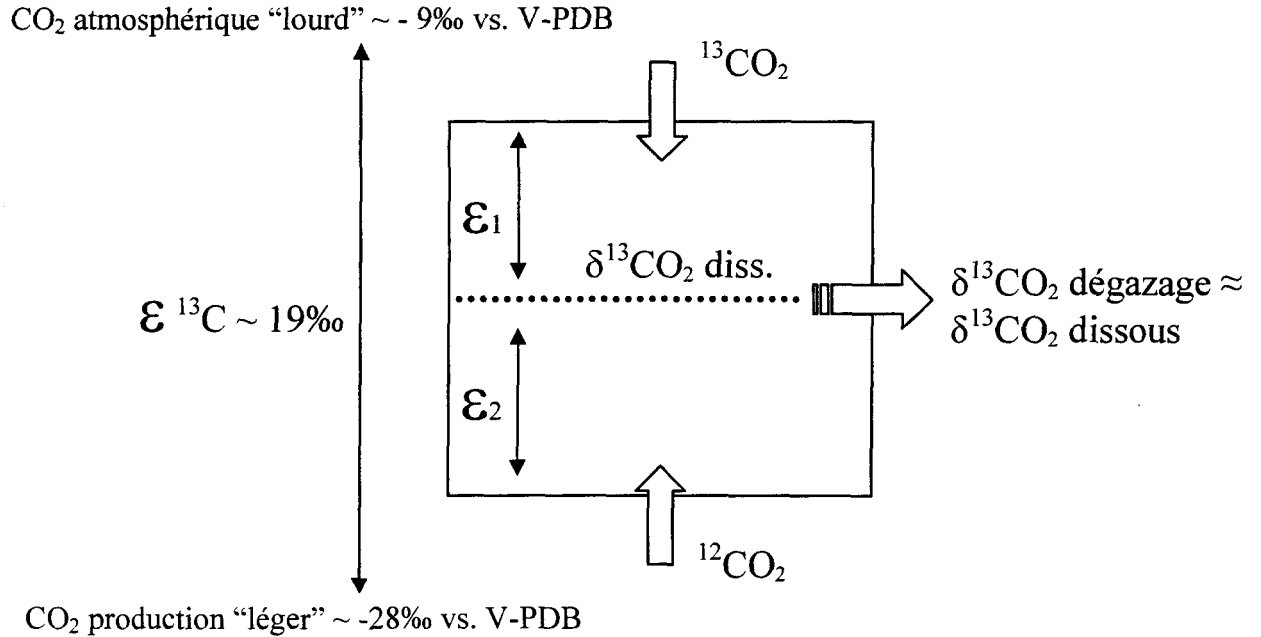 CO₂ atmosphérique “lourd” ~ - 9‰ vs. V-PDB
¹³CO₂
ε₁
δ¹³CO₂ diss.
ε ¹³C ~ 19‰
δ¹³CO₂ dégazage ≈
δ¹³CO₂ dissous
ε₂
¹²CO₂
CO₂ production “léger” ~ -28‰ vs. V-PDB